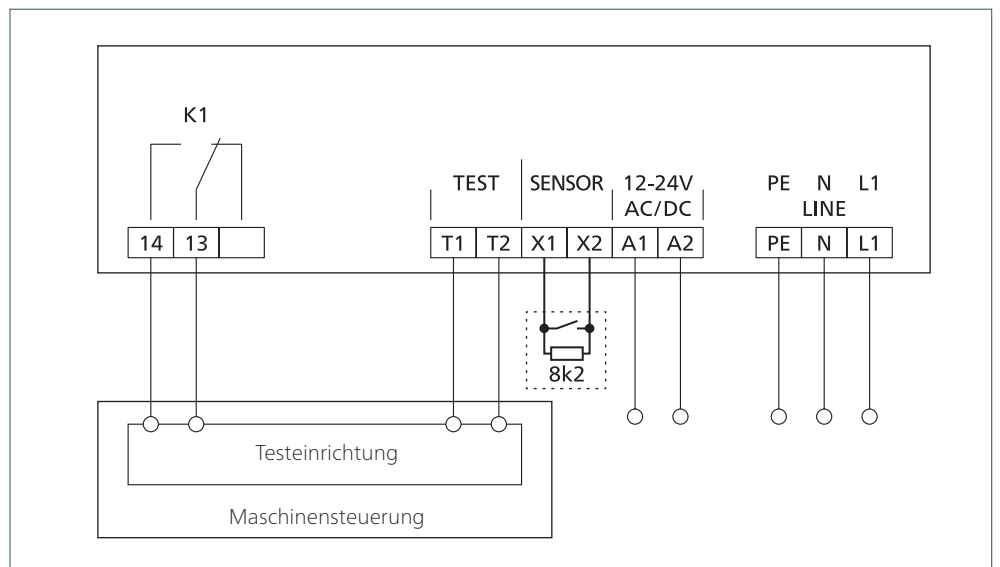 K1
TEST SENSOR 12-24V PE N L1
AC/DC LINE
14 13 T1 T2 X1 X2 A1 A2 PE N L1
8k2
Testeinrichtung
Maschinensteuerung